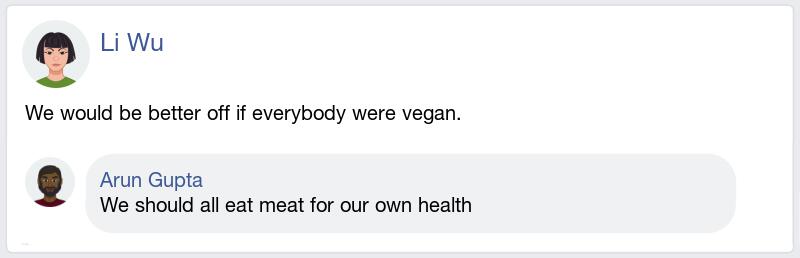 Li Wu
We would be better off if everybody were vegan.
Arun Gupta
We should all eat meat for our own health